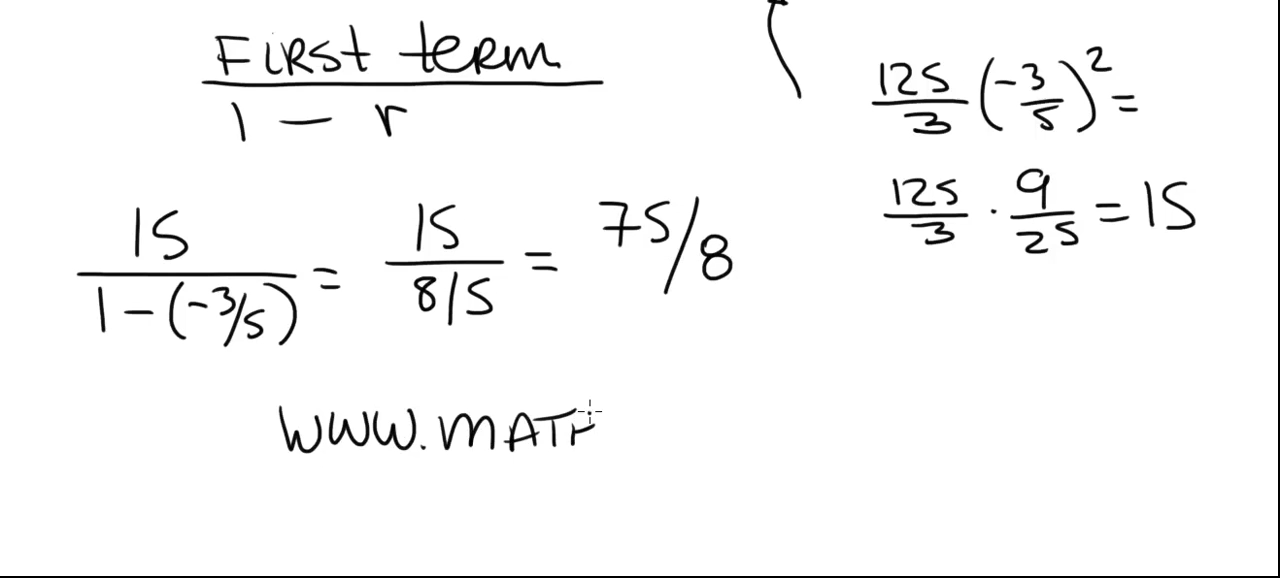 First term
1 - r
125/3 (-3/5)^2 =
125/3 · 9/25 = 15
15/(1-(-3/5)) = 15/(8/5) = 75/8
WWW.MATH